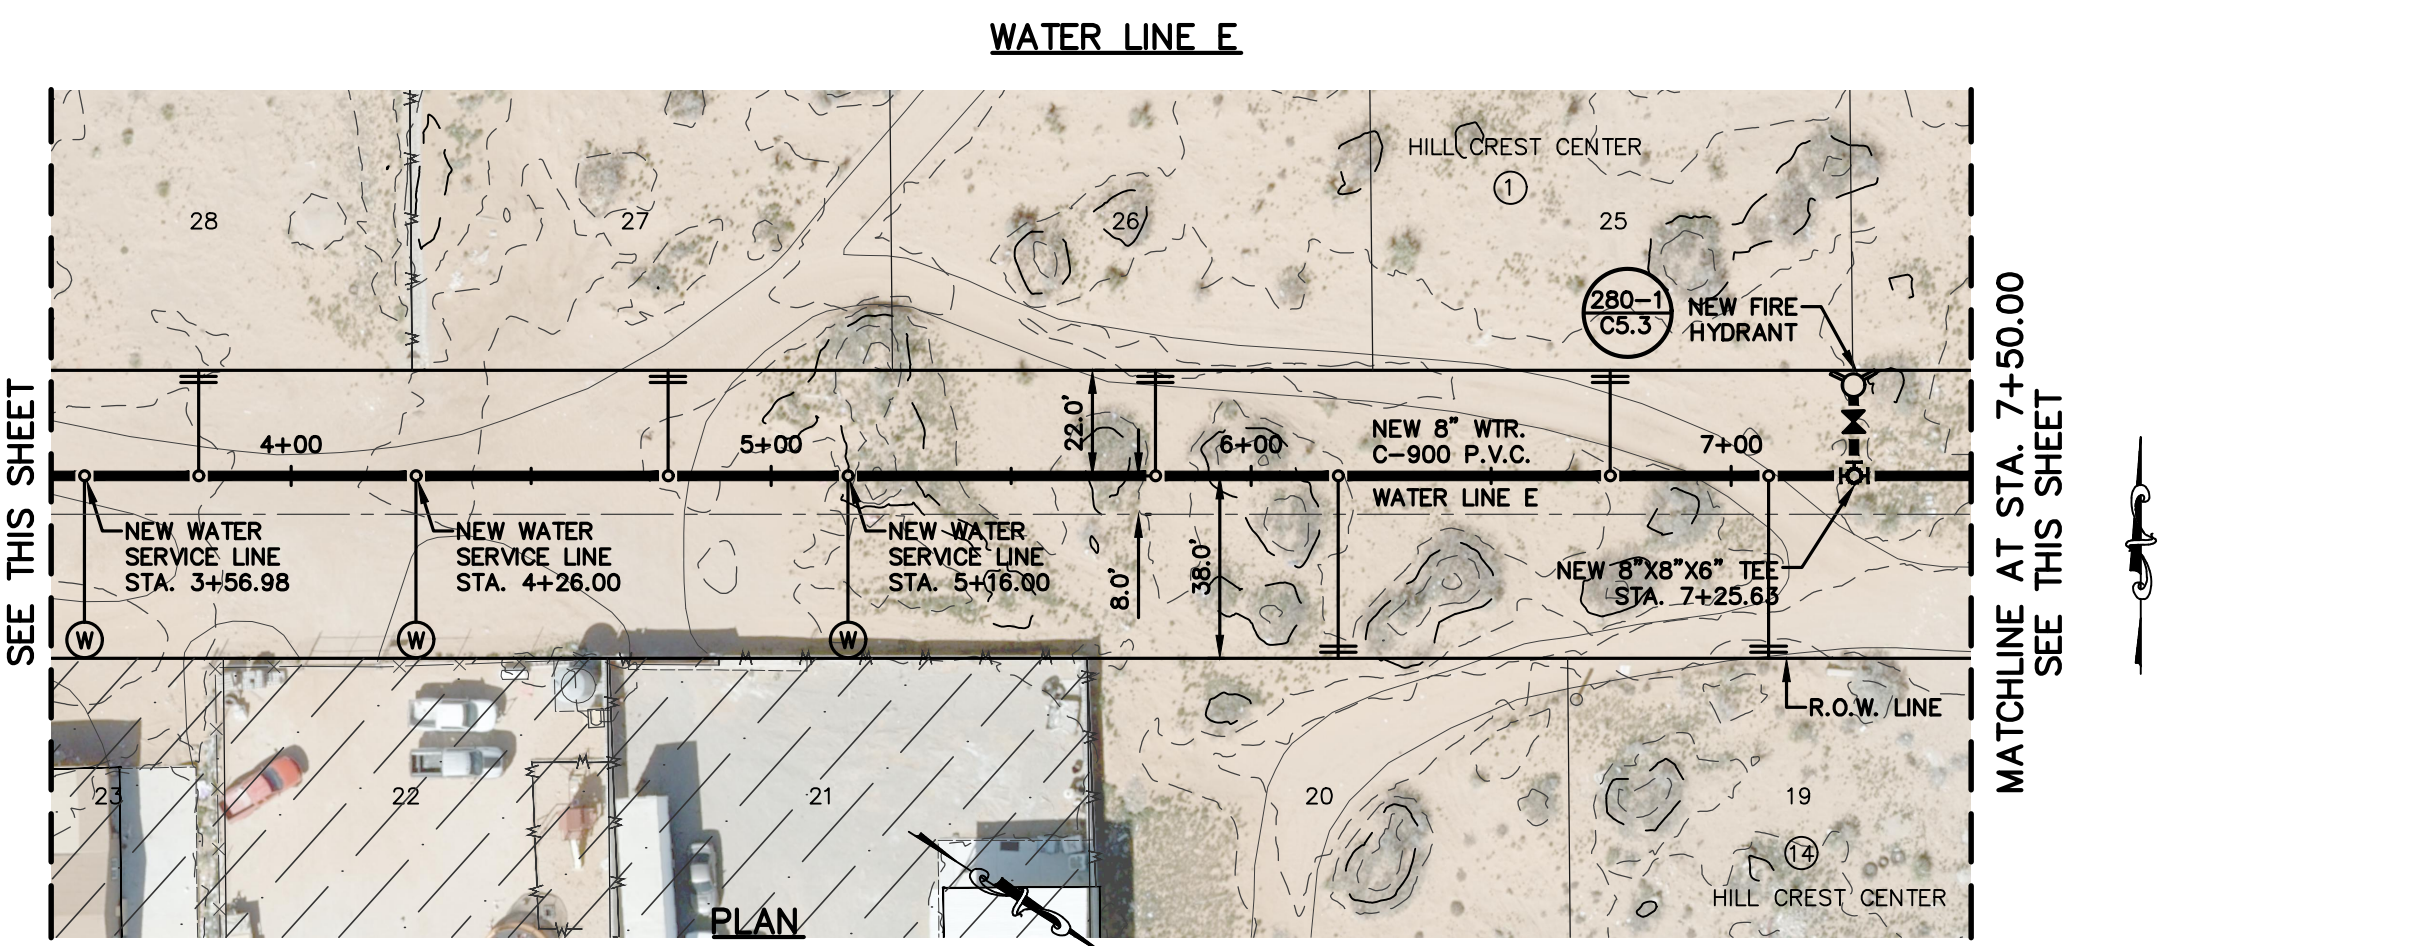 WATER LINE E
HILL CREST CENTER
1
28
27
26
25
280-1
C5.3
NEW FIRE
HYDRANT
SEE THIS SHEET
MATCHLINE AT STA. 7+50.00
SEE THIS SHEET
22.0'
4+00
5+00
6+00
7+00
NEW 8" WTR.
C-900 P.V.C.
WATER LINE E
NEW WATER
SERVICE LINE
STA. 3+56.98
NEW WATER
SERVICE LINE
STA. 4+26.00
NEW WATER
SERVICE LINE
STA. 5+16.00
8.0'
38.0'
NEW 8"X8"X6" TEE
STA. 7+25.63
W
W
W
R.O.W. LINE
23
22
21
20
19
14
HILL CREST CENTER
PLAN